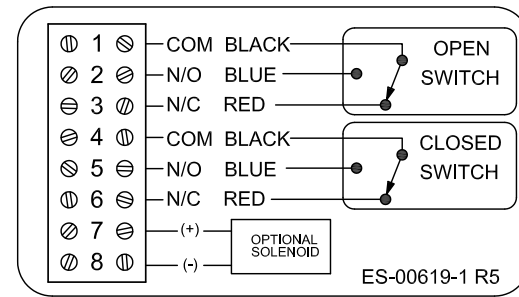 1 COM BLACK
2 N/O BLUE
3 N/C RED
OPEN
SWITCH
4 COM BLACK
5 N/O BLUE
6 N/C RED
CLOSED
SWITCH
7 (+)
8 (-)
OPTIONAL
SOLENOID
ES-00619-1 R5